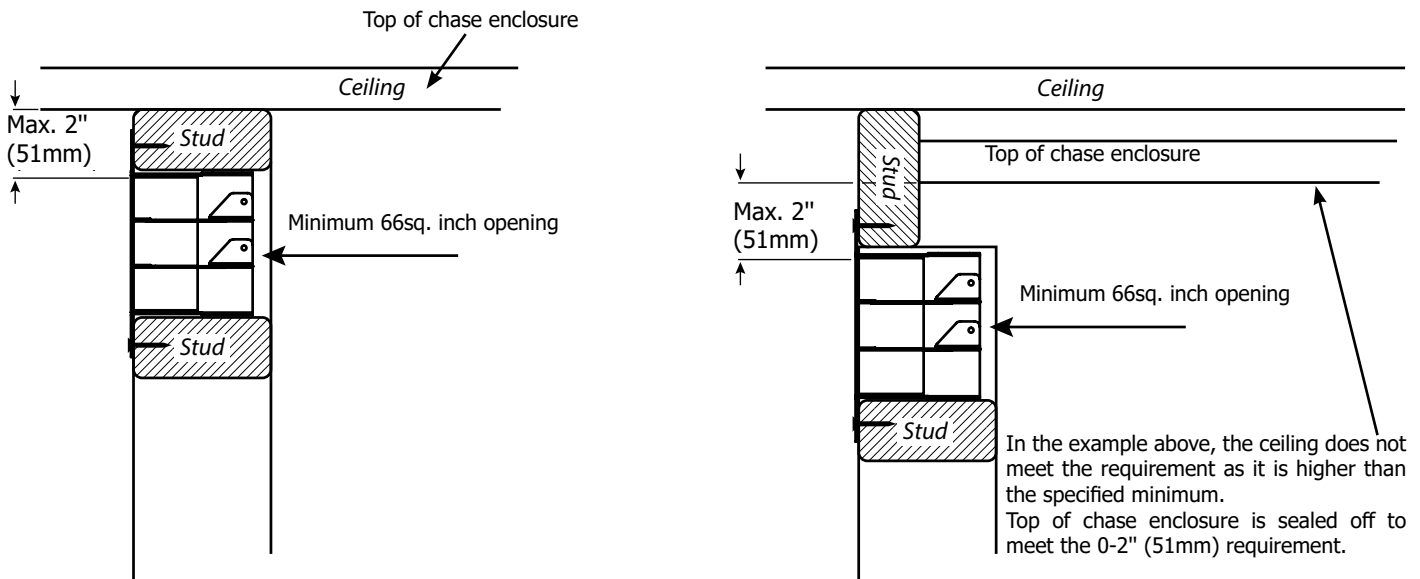 Top of chase enclosure
Ceiling
Max. 2"
(51mm)
Stud
Minimum 66sq. inch opening
Stud
Ceiling
Top of chase enclosure
Stud
Max. 2"
(51mm)
Minimum 66sq. inch opening
Stud
In the example above, the ceiling does not
meet the requirement as it is higher than
the specified minimum.
Top of chase enclosure is sealed off to
meet the 0-2" (51mm) requirement.